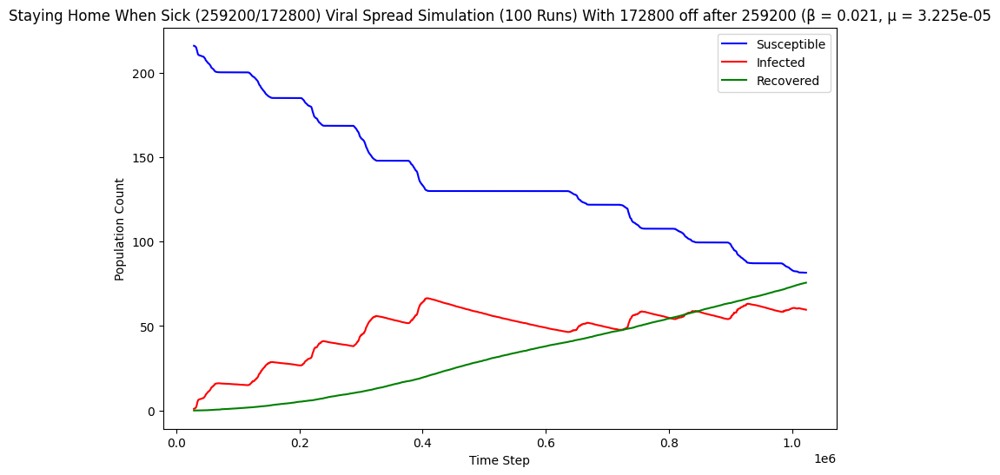 Staying Home When Sick (259200/172800) Viral Spread Simulation (100 Runs) With 172800 off after 259200 (β = 0.021, μ = 3.225e-05
Susceptible
Infected
Recovered
200
150
100
50
0
Population Count
0.0 0.2 0.4 0.6 0.8 1.0
1e6
Time Step